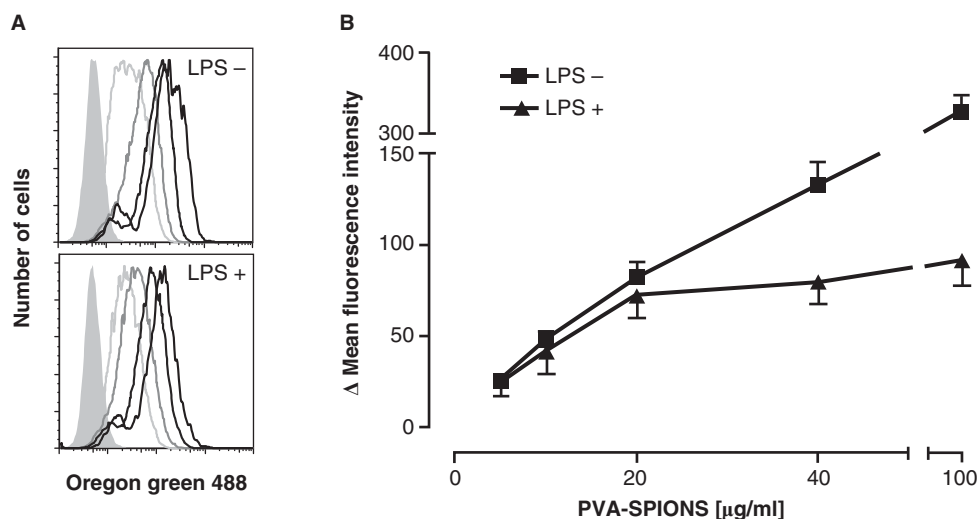 A
LPS –
LPS +
Number of cells
Oregon green 488
B
400
300
150
100
50
0
Δ Mean fluorescence intensity
LPS –
LPS +
0
20
40
100
PVA-SPIONS [μg/ml]